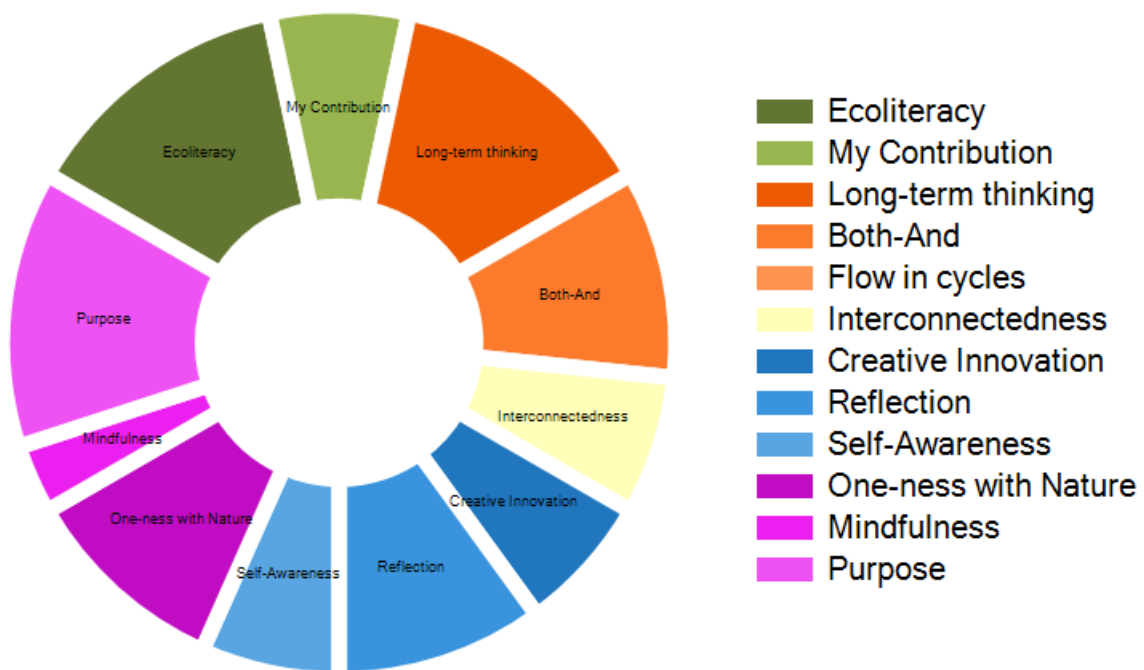 My Contribution
Ecoliteracy
Long-term thinking
Both-And
Purpose
Interconnectedness
Mindfulness
Creative Innovation
One-ness with Nature
Reflection
Self-Awareness
Ecoliteracy
My Contribution
Long-term thinking
Both-And
Flow in cycles
Interconnectedness
Creative Innovation
Reflection
Self-Awareness
One-ness with Nature
Mindfulness
Purpose